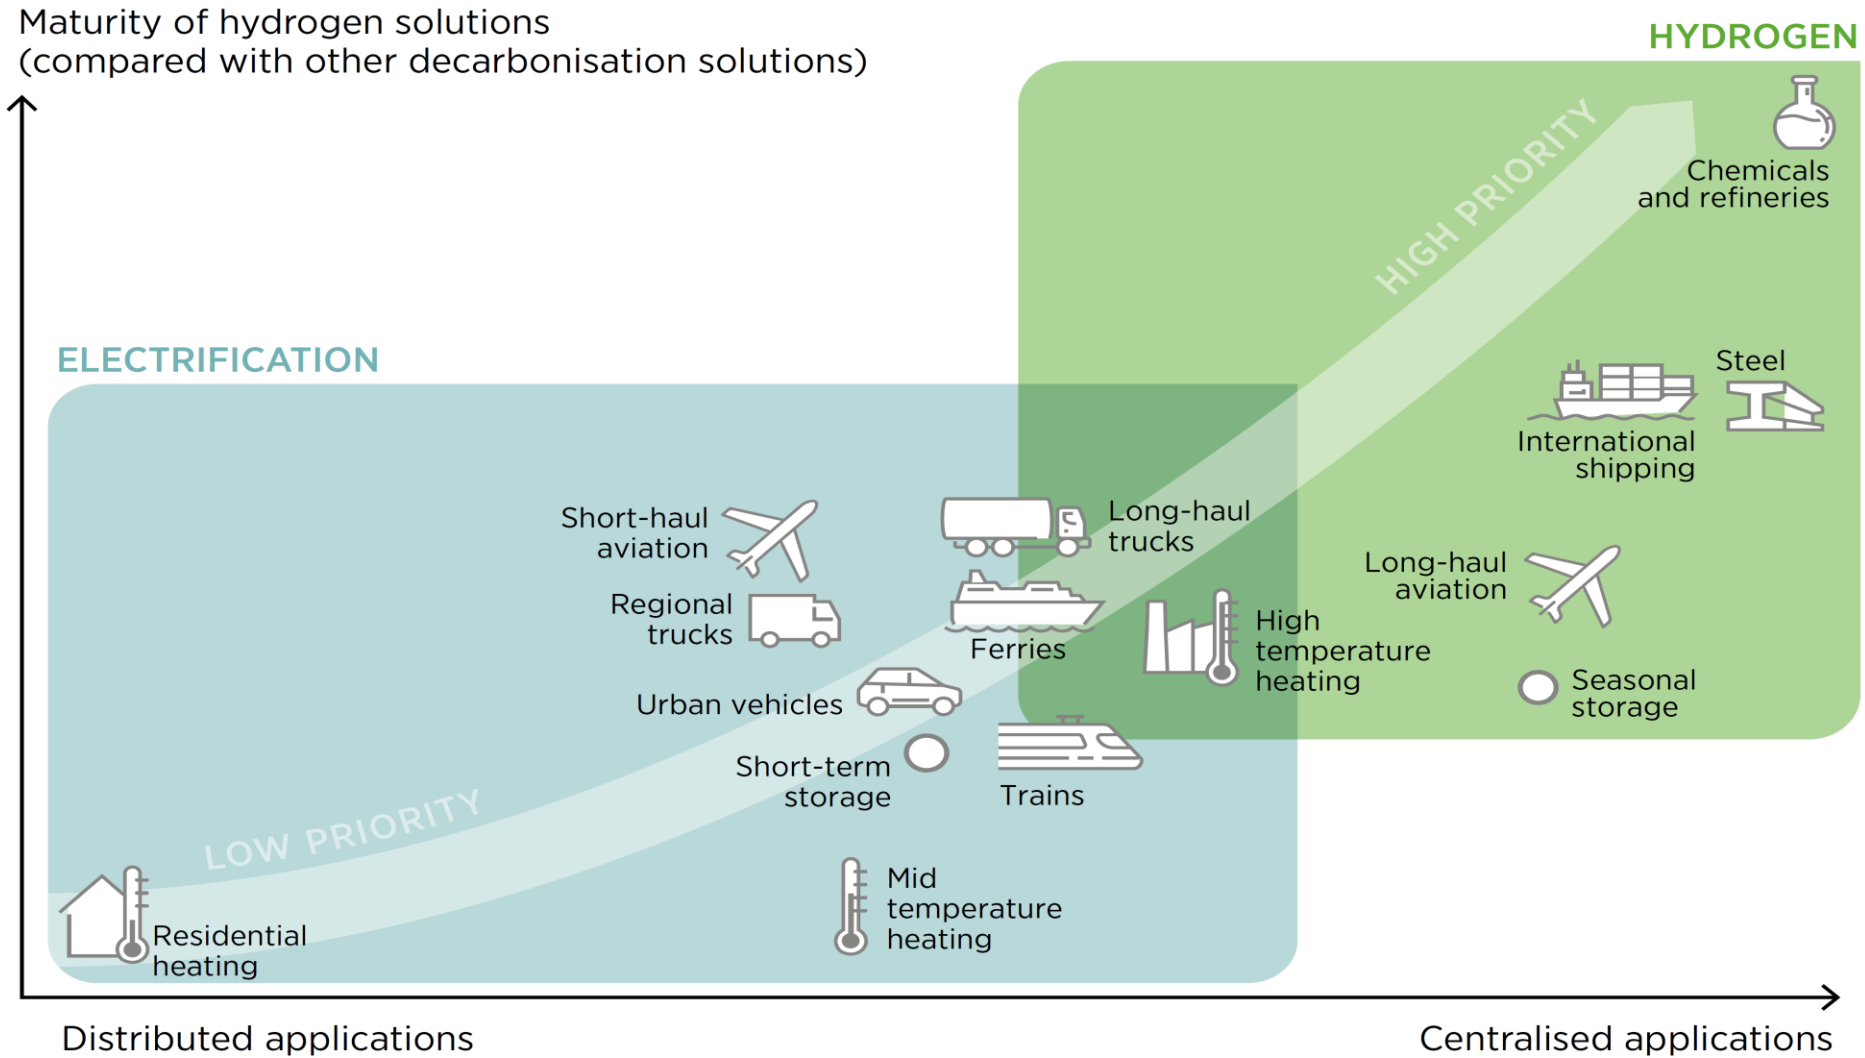 Maturity of hydrogen solutions
(compared with other decarbonisation solutions)
HYDROGEN
HIGH PRIORITY
Chemicals
and refineries
ELECTRIFICATION
Steel
International
shipping
Short-haul
aviation
Long-haul
trucks
Long-haul
aviation
Regional
trucks
Ferries
High
temperature
heating
Urban vehicles
Seasonal
storage
Short-term
storage
Trains
LOW PRIORITY
Mid
temperature
heating
Residential
heating
Distributed applications
Centralised applications